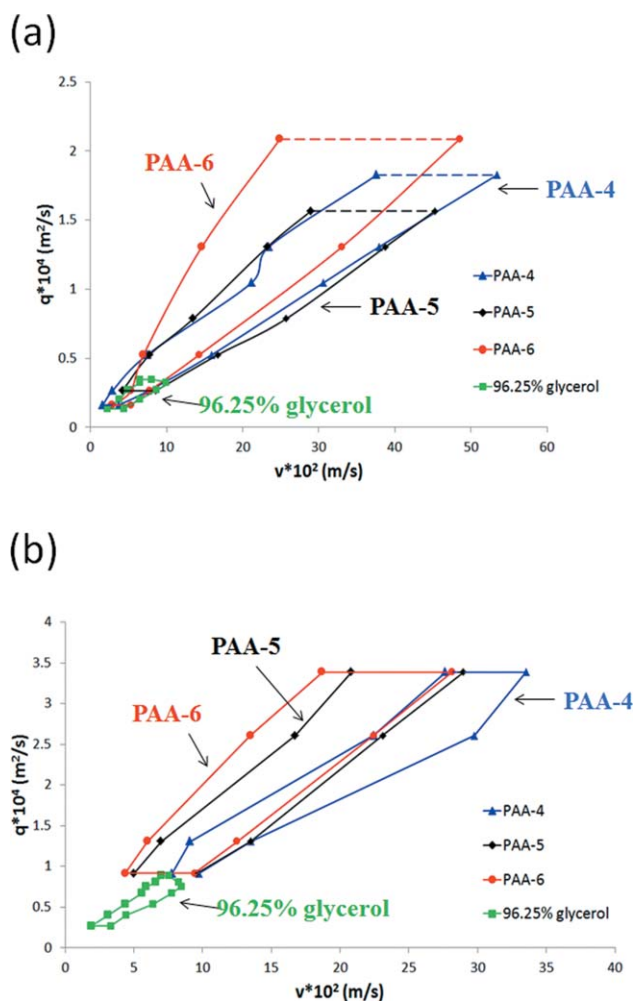 (a)
2.5
2
1.5
1
0.5
0
q*10⁴ (m²/s)
0 10 20 30 40 50 60
v*10² (m/s)
PAA-6
PAA-4
PAA-5
96.25% glycerol
PAA-4
PAA-5
PAA-6
96.25% glycerol
(b)
4
3.5
3
2.5
2
1.5
1
0.5
0
q*10⁴ (m²/s)
0 5 10 15 20 25 30 35 40
v*10² (m/s)
PAA-5
PAA-6
PAA-4
96.25% glycerol
PAA-4
PAA-5
PAA-6
96.25% glycerol